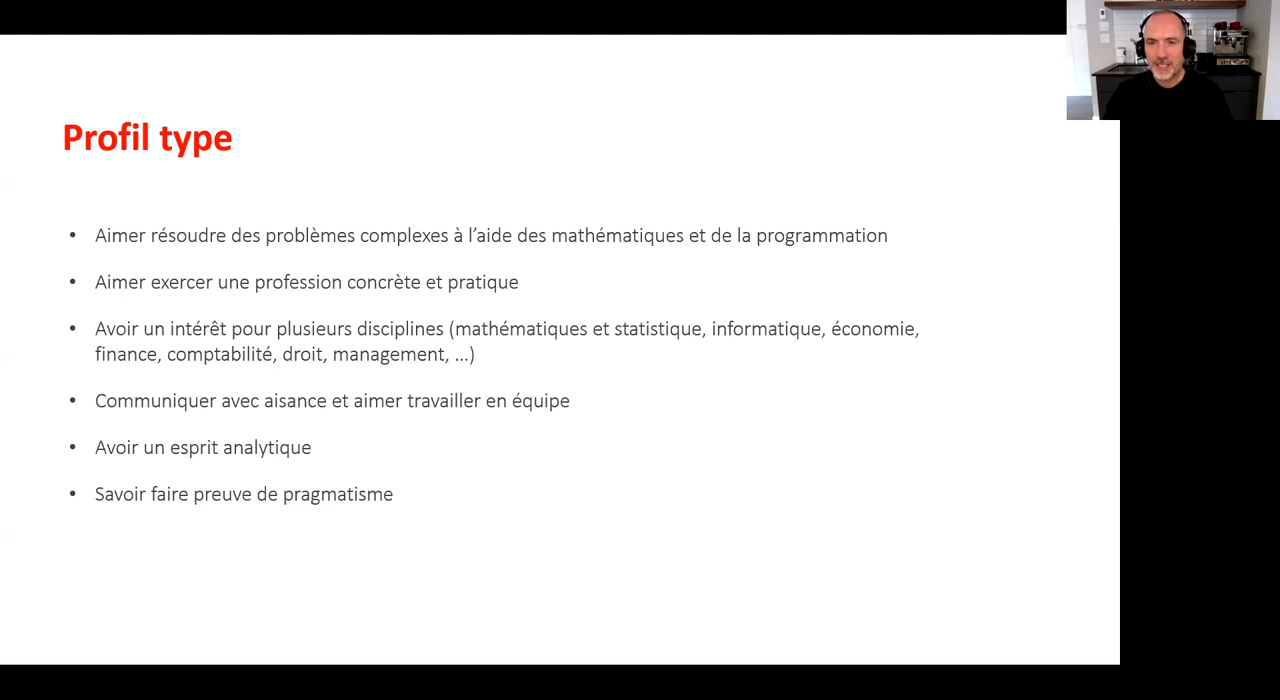 Profil type
• Aimer résoudre des problèmes complexes à l’aide des mathématiques et de la programmation
• Aimer exercer une profession concrète et pratique
• Avoir un intérêt pour plusieurs disciplines (mathématiques et statistique, informatique, économie,
finance, comptabilité, droit, management, …)
• Communiquer avec aisance et aimer travailler en équipe
• Avoir un esprit analytique
• Savoir faire preuve de pragmatisme